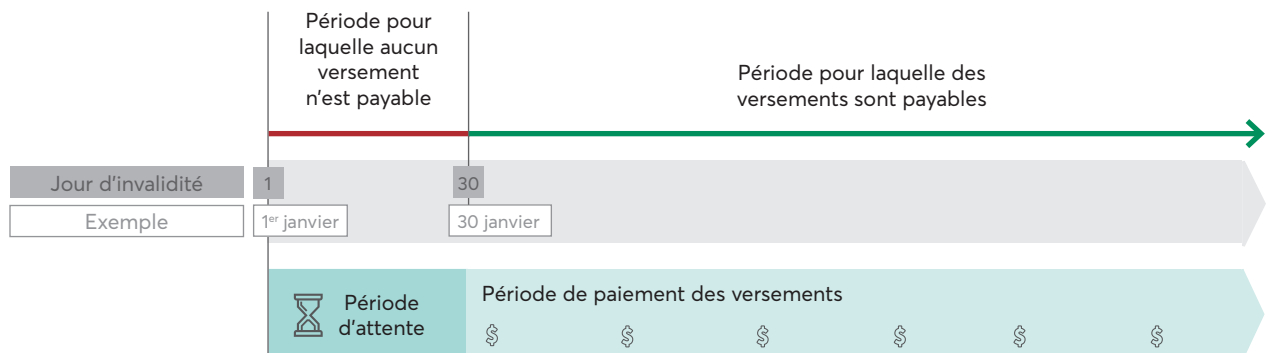 Période pour
laquelle aucun
versement
n'est payable
Période pour laquelle des
versements sont payables
Jour d'invalidité
1
30
Exemple
1er janvier
30 janvier
Période
d'attente
Période de paiement des versements
$ $ $ $ $ $